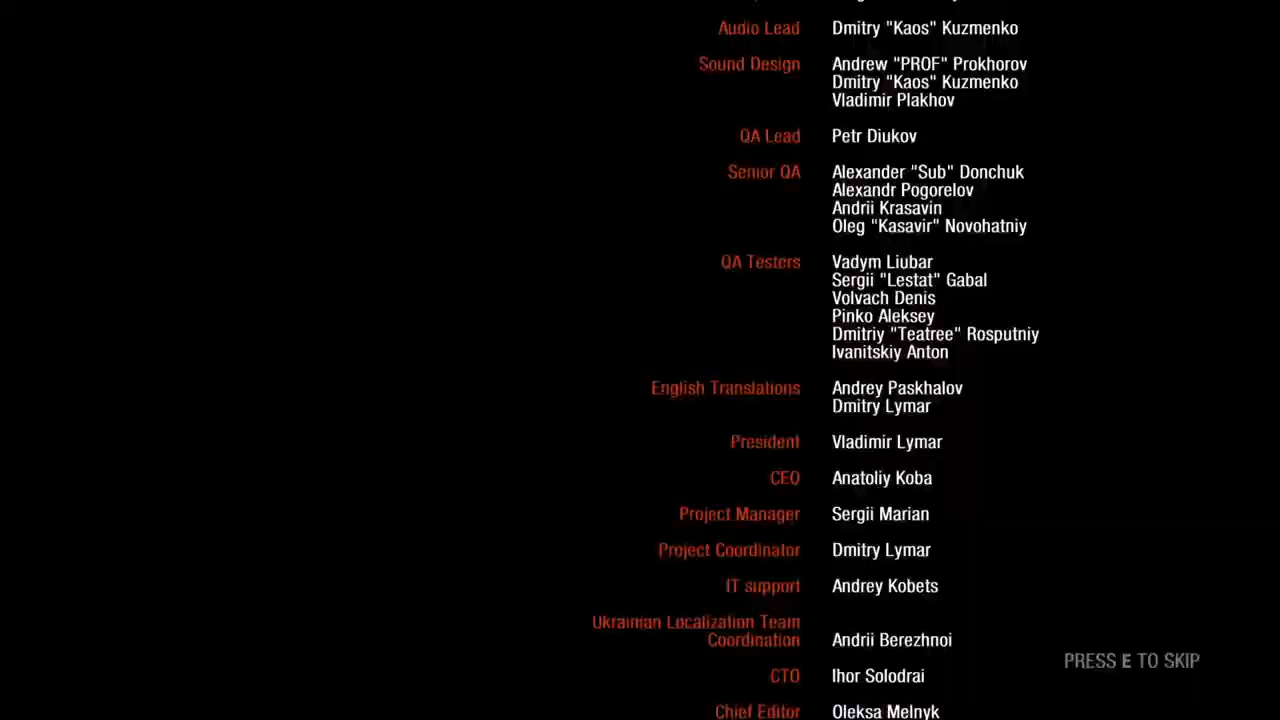 Audio Lead Dmitry "Kaos" Kuzmenko
Sound Design Andrew "PROF" Prokhorov
Dmitry "Kaos" Kuzmenko
Vladimir Plakhov
QA Lead Petr Diukov
Senior QA Alexander "Sub" Donchuk
Alexandr Pogorelov
Andrii Krasavin
Oleg "Kasavir" Novohatniy
QA Testers Vadym Liubar
Sergii "Lestat" Gabal
Volvach Denis
Pinko Aleksey
Dmitriy "Teatree" Rosputniy
Ivanitskiy Anton
English Translations Andrey Paskhalov
Dmitry Lymar
President Vladimir Lymar
CEO Anatoliy Koba
Project Manager Sergii Marian
Project Coordinator Dmitry Lymar
IT support Andrey Kobets
Ukrainian Localization Team
Coordination Andrii Berezhnoi
PRESS E TO SKIP
CTO Ihor Solodrai
Chief Editor Oleksa Melnyk